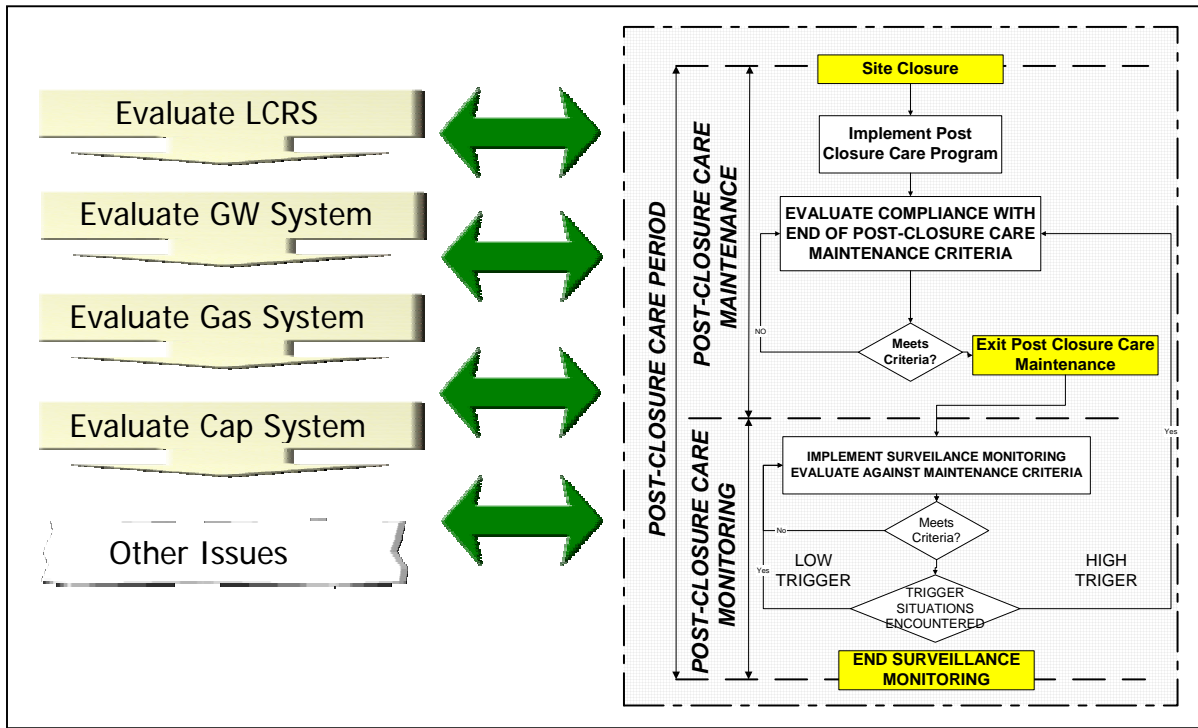 Evaluate LCRS
Evaluate GW System
Evaluate Gas System
Evaluate Cap System
Other Issues
POST-CLOSURE CARE PERIOD
POST-CLOSURE CARE
MAINTENANCE
POST-CLOSURE CARE
MONITORING
Site Closure
Implement Post
Closure Care Program
EVALUATE COMPLIANCE WITH
END OF POST-CLOSURE CARE
MAINTENANCE CRITERIA
NO
Meets
Criteria?
Exit Post Closure Care
Maintenance
Yes
IMPLEMENT SURVEILANCE MONITORING
EVALUATE AGAINST MAINTENANCE CRITERIA
No
Meets
Criteria?
LOW
TRIGGER
Yes
HIGH
TRIGER
TRIGGER
SITUATIONS
ENCOUNTERED
END SURVEILLANCE
MONITORING